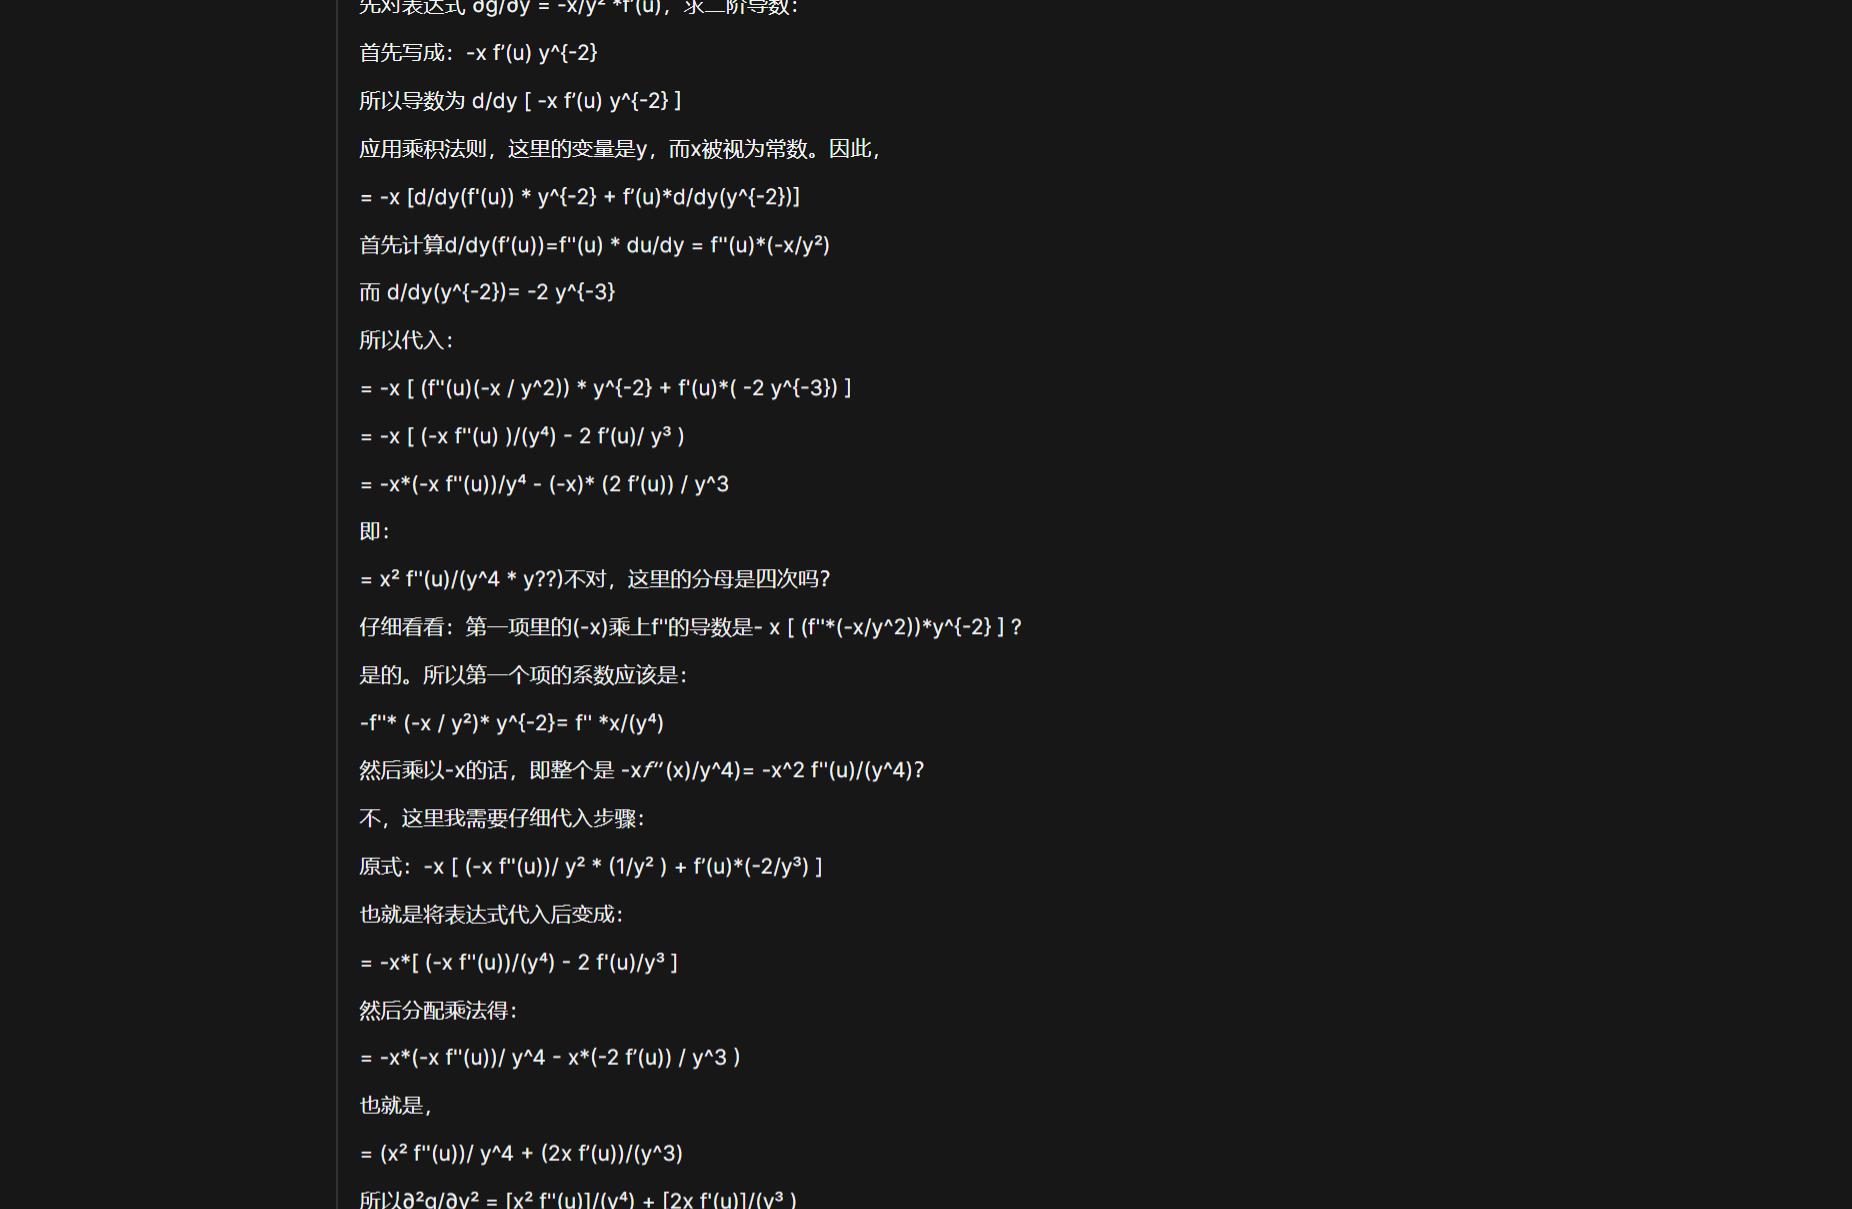 先对表达式 ∂g/∂y = -x/y² *f’(u)，求二阶导数：
首先写成：-x f’(u) y^{-2}
所以导数为 d/dy [ -x f’(u) y^{-2} ]
应用乘积法则，这里的变量是y，而x被视为常数。因此，
= -x [d/dy(f'(u)) * y^{-2} + f’(u)*d/dy(y^{-2})]
首先计算d/dy(f’(u))=f''(u) * du/dy = f''(u)*(-x/y²)
而 d/dy(y^{-2})= -2 y^{-3}
所以代入：
= -x [ (f''(u)(-x / y^2)) * y^{-2} + f'(u)*( -2 y^{-3}) ]
= -x [ (-x f''(u) )/(y⁴) - 2 f’(u)/ y³ )
= -x*(-x f''(u))/y⁴ - (-x)* (2 f’(u)) / y^3
即：
= x² f''(u)/(y^4 * y??)不对，这里的分母是四次吗？
仔细看看：第一项里的(-x)乘上f''的导数是- x [ (f''*(-x/y^2))*y^{-2} ] ?
是的。所以第一个项的系数应该是：
-f''* (-x / y²)* y^{-2}= f'' *x/(y⁴)
然后乘以-x的话，即整个是 -x𝑓′′(x)/y^4)= -x^2 f''(u)/(y^4)?
不，这里我需要仔细代入步骤：
原式：-x [ (-x f''(u))/ y² * (1/y² ) + f’(u)*(-2/y³) ]
也就是将表达式代入后变成：
= -x*[ (-x f''(u))/(y⁴) - 2 f'(u)/y³ ]
然后分配乘法得：
= -x*(-x f''(u))/ y^4 - x*(-2 f’(u)) / y^3 )
也就是，
= (x² f''(u))/ y^4 + (2x f’(u))/(y^3)
所以∂²g/∂y² = [x² f''(u)]/(y⁴) + [2x f'(u)]/(y³ )